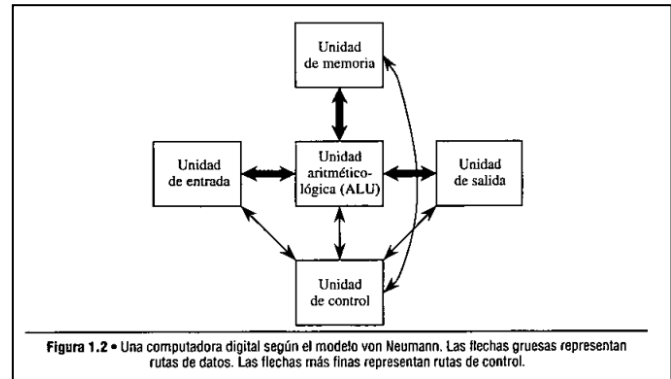 Unidad
de memoria
Unidad
de entrada
Unidad
aritmético-
lógica (ALU)
Unidad
de salida
Unidad
de control
Figura 1.2 • Una computadora digital según el modelo von Neumann. Las flechas gruesas representan
rutas de datos. Las flechas más finas representan rutas de control.